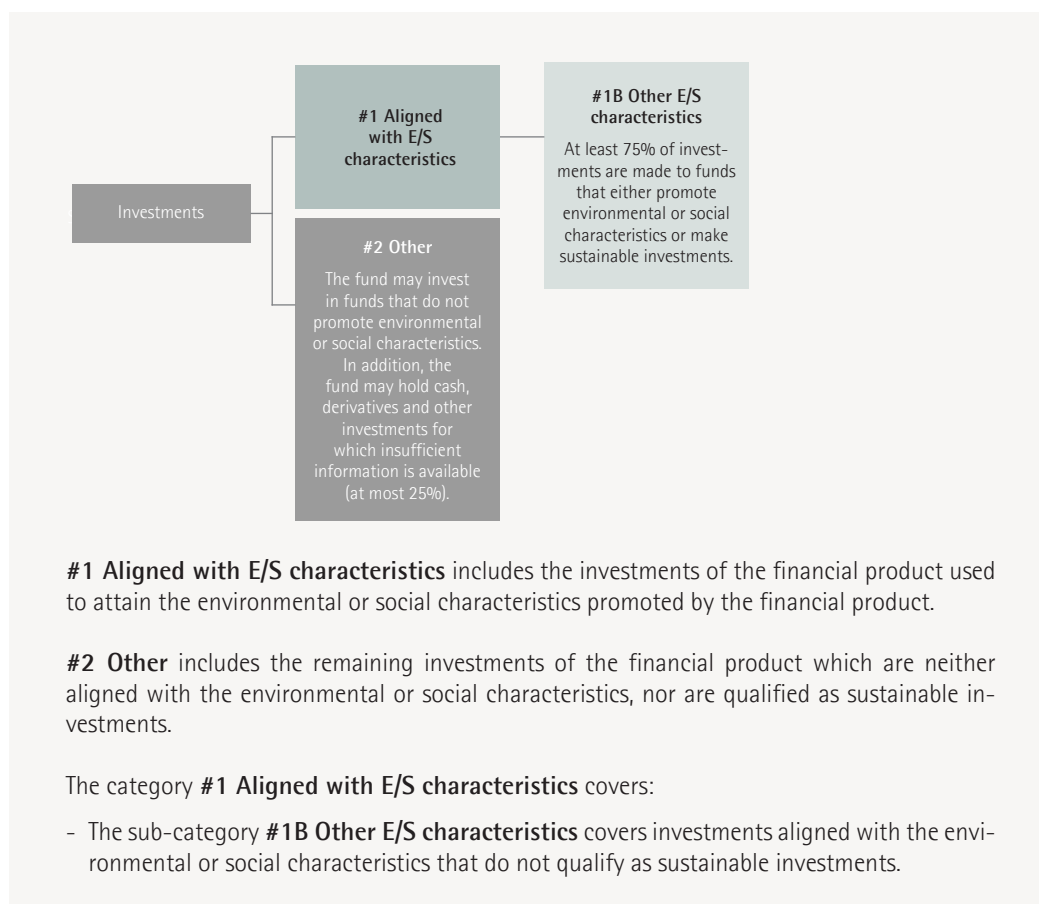 Investments
#1 Aligned
with E/S
characteristics
#1B Other E/S
characteristics
At least 75% of invest-
ments are made to funds
that either promote
environmental or social
characteristics or make
sustainable investments.
#2 Other
The fund may invest
in funds that do not
promote environmental
or social characteristics.
In addition, the
fund may hold cash,
derivatives and other
investments for
which insufficient
information is available
(at most 25%).
#1 Aligned with E/S characteristics includes the investments of the financial product used
to attain the environmental or social characteristics promoted by the financial product.
#2 Other includes the remaining investments of the financial product which are neither
aligned with the environmental or social characteristics, nor are qualified as sustainable in-
vestments.
The category #1 Aligned with E/S characteristics covers:
- The sub-category #1B Other E/S characteristics covers investments aligned with the envi-
ronmental or social characteristics that do not qualify as sustainable investments.